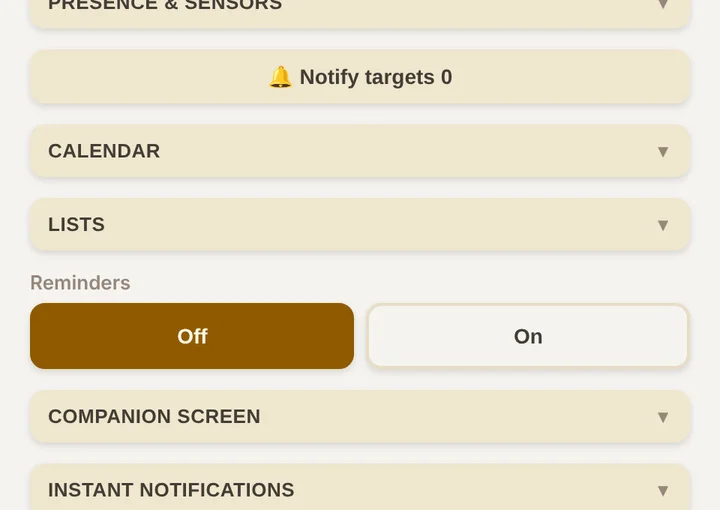 PRESENCE & SENSORS ▼
🔔 Notify targets 0
CALENDAR ▼
LISTS ▼
Reminders
Off
On
COMPANION SCREEN ▼
INSTANT NOTIFICATIONS ▼